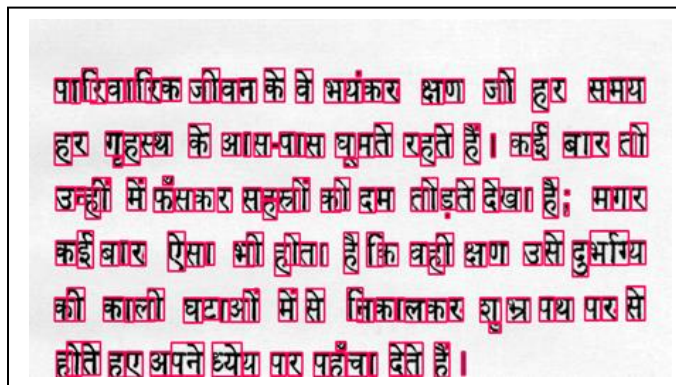 पारिवारिक जीवन के वे भयंकर क्षण जो हर समय
हर गृहस्थ के आस-पास घूमते रहते हैं। कई बार तो
उन्हीं में फँसकर सहस्रों को दम तोड़ते देखा है; मगर
कई बार ऐसा भी होता है कि वही क्षण उसे दुर्भाग्य
की काली घटाओं में से निकालकर शुभ्र पथ पर से
होते हुए अपने ध्येय पार पहुँचा देते हैं।